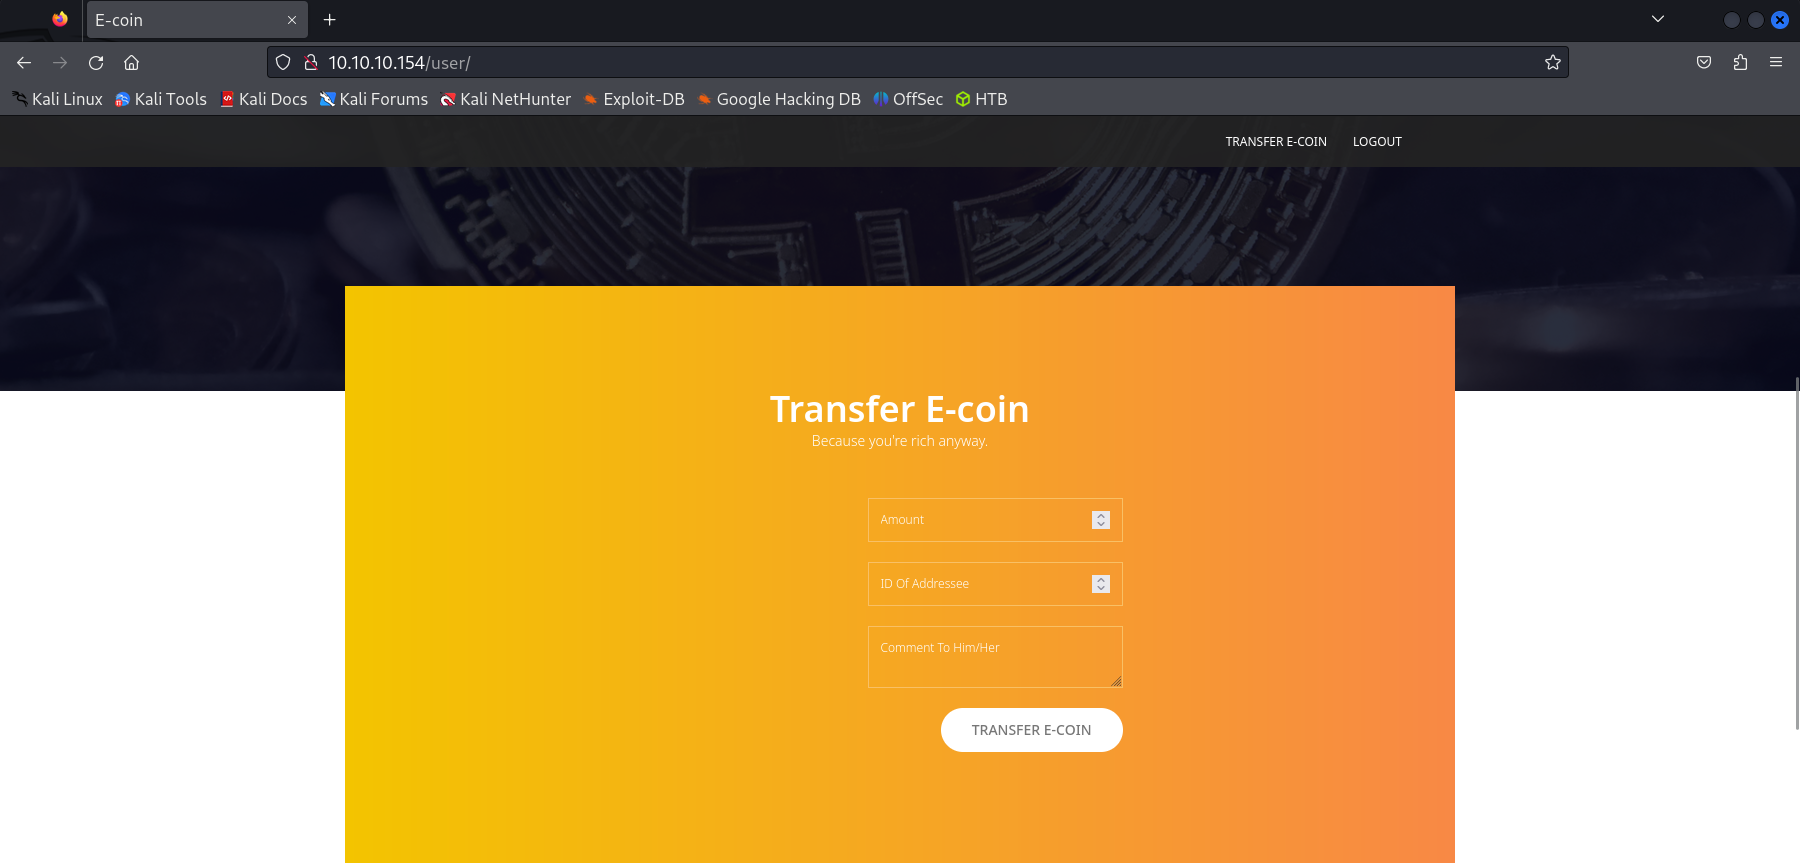 E-coin
10.10.10.154/user/
Kali Linux Kali Tools Kali Docs Kali Forums Kali NetHunter Exploit-DB Google Hacking DB OffSec HTB
TRANSFER E-COIN LOGOUT
Transfer E-coin
Because you're rich anyway.
Amount
ID Of Addressee
Comment To Him/Her
TRANSFER E-COIN